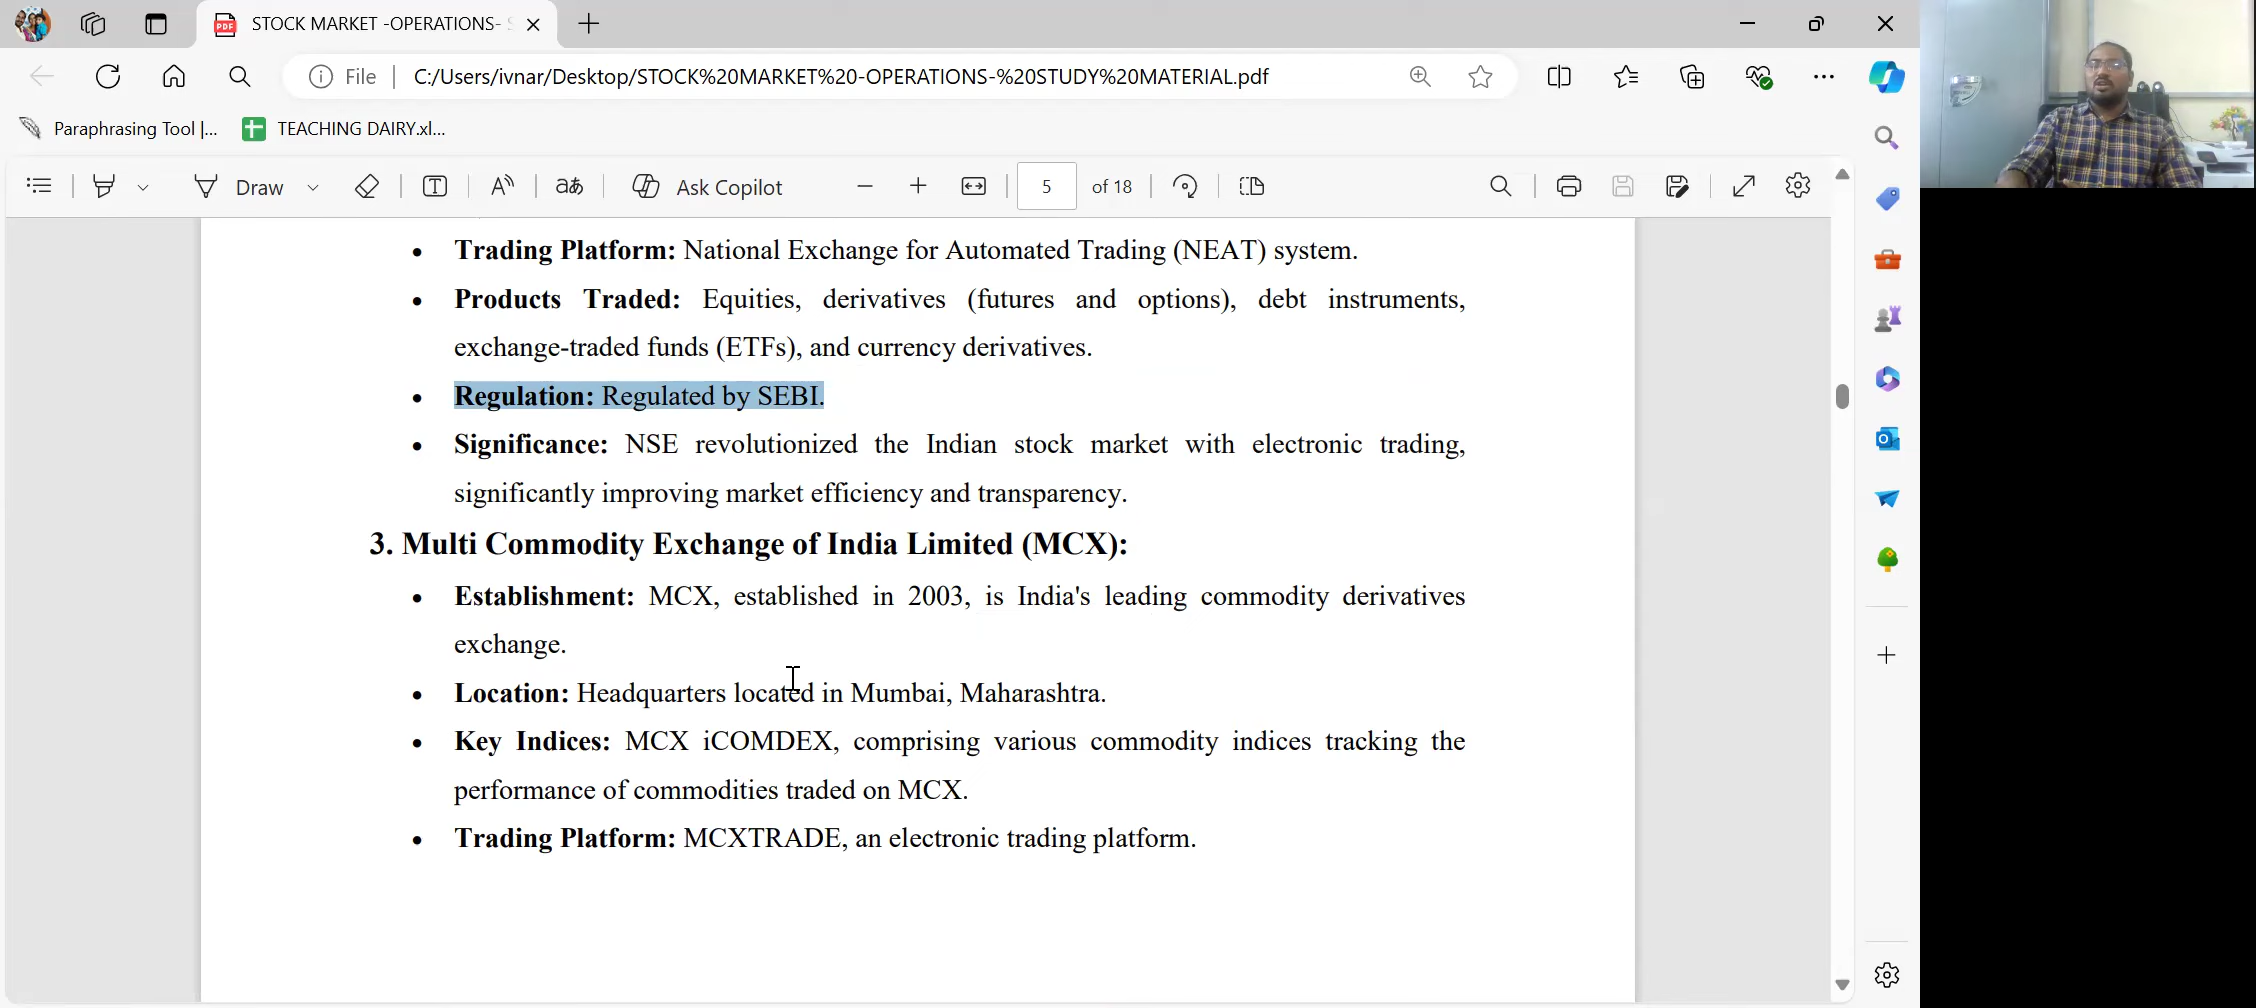 STOCK MARKET -OPERATIONS-
File
C:/Users/ivnar/Desktop/STOCK%20MARKET%20-OPERATIONS-%20STUDY%20MATERIAL.pdf
Paraphrasing Tool |... TEACHING DAIRY.xl...
Draw aあ Ask Copilot 5 of 18
• Trading Platform: National Exchange for Automated Trading (NEAT) system.
• Products Traded: Equities, derivatives (futures and options), debt instruments,
exchange-traded funds (ETFs), and currency derivatives.
• Regulation: Regulated by SEBI.
• Significance: NSE revolutionized the Indian stock market with electronic trading,
significantly improving market efficiency and transparency.
3. Multi Commodity Exchange of India Limited (MCX):
• Establishment: MCX, established in 2003, is India's leading commodity derivatives
exchange.
• Location: Headquarters located in Mumbai, Maharashtra.
• Key Indices: MCX iCOMDEX, comprising various commodity indices tracking the
performance of commodities traded on MCX.
• Trading Platform: MCXTRADE, an electronic trading platform.